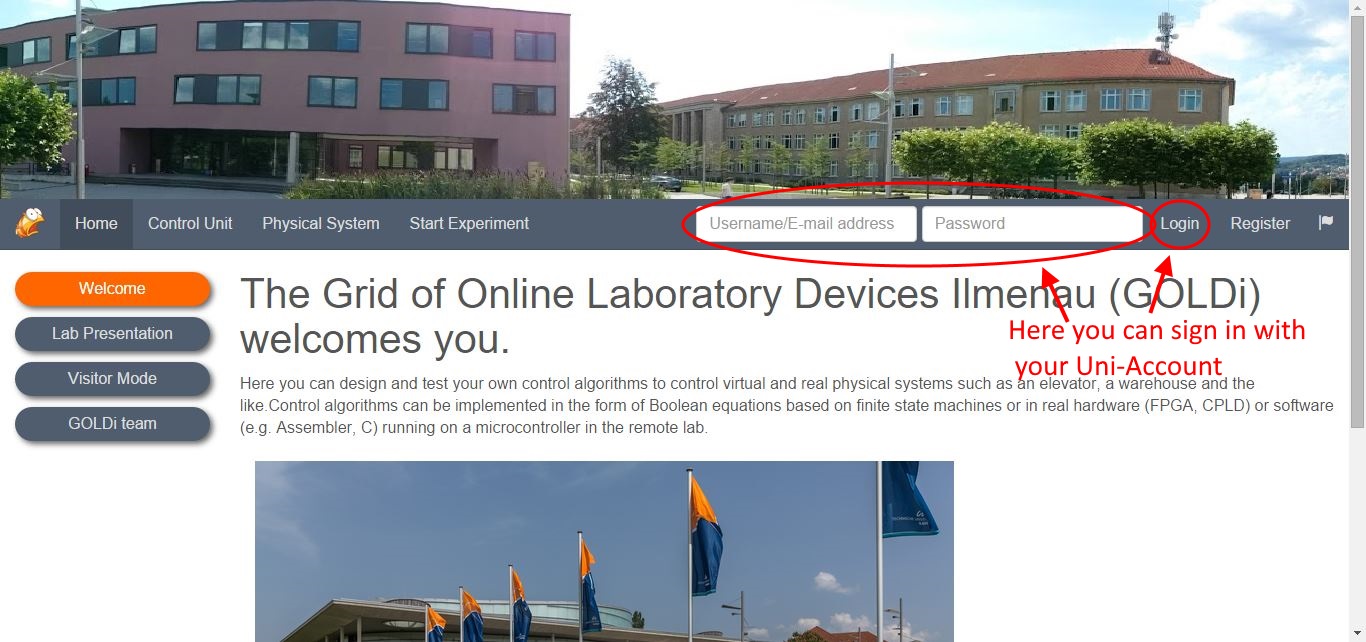 Home Control Unit Physical System Start Experiment Username/E-mail address Password Login Register
Welcome
Lab Presentation
Visitor Mode
GOLDi team
The Grid of Online Laboratory Devices Ilmenau (GOLDi)
welcomes you.
Here you can sign in with
your Uni-Account
Here you can design and test your own control algorithms to control virtual and real physical systems such as an elevator, a warehouse and the
like.Control algorithms can be implemented in the form of Boolean equations based on finite state machines or in real hardware (FPGA, CPLD) or software
(e.g. Assembler, C) running on a microcontroller in the remote lab.